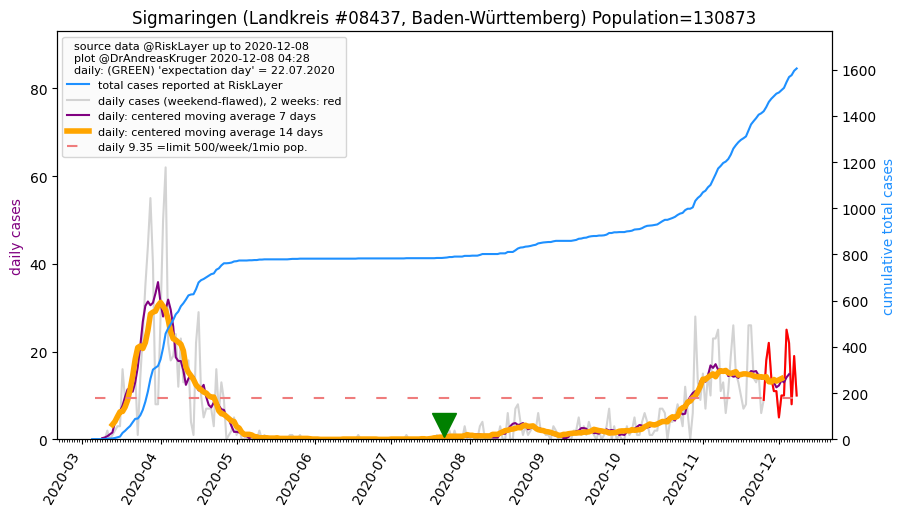 Sigmaringen (Landkreis #08437, Baden-Württemberg) Population=130873
source data @RiskLayer up to 2020-12-08
plot @DrAndreasKruger 2020-12-08 04:28
daily: (GREEN) 'expectation day' = 22.07.2020
total cases reported at RiskLayer
daily cases (weekend-flawed), 2 weeks: red
daily: centered moving average 7 days
daily: centered moving average 14 days
daily 9.35 =limit 500/week/1mio pop.
daily cases
80
60
40
20
0
cumulative total cases
1600
1400
1200
1000
800
600
400
200
0
2020-03
2020-04
2020-05
2020-06
2020-07
2020-08
2020-09
2020-10
2020-11
2020-12